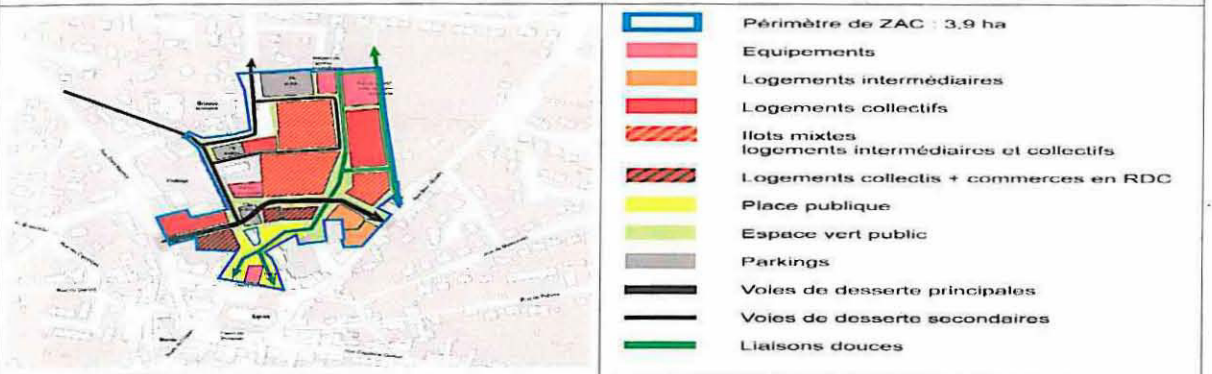 Périmètre de ZAC : 3,9 ha
Equipements
Logements intermédiaires
Logements collectifs
Ilots mixtes
logements intermédiaires et collectifs
Logements collectis + commerces en RDC
Place publique
Espace vert public
Parkings
Voies de desserte principales
Voies de desserte secondaires
Liaisons douces